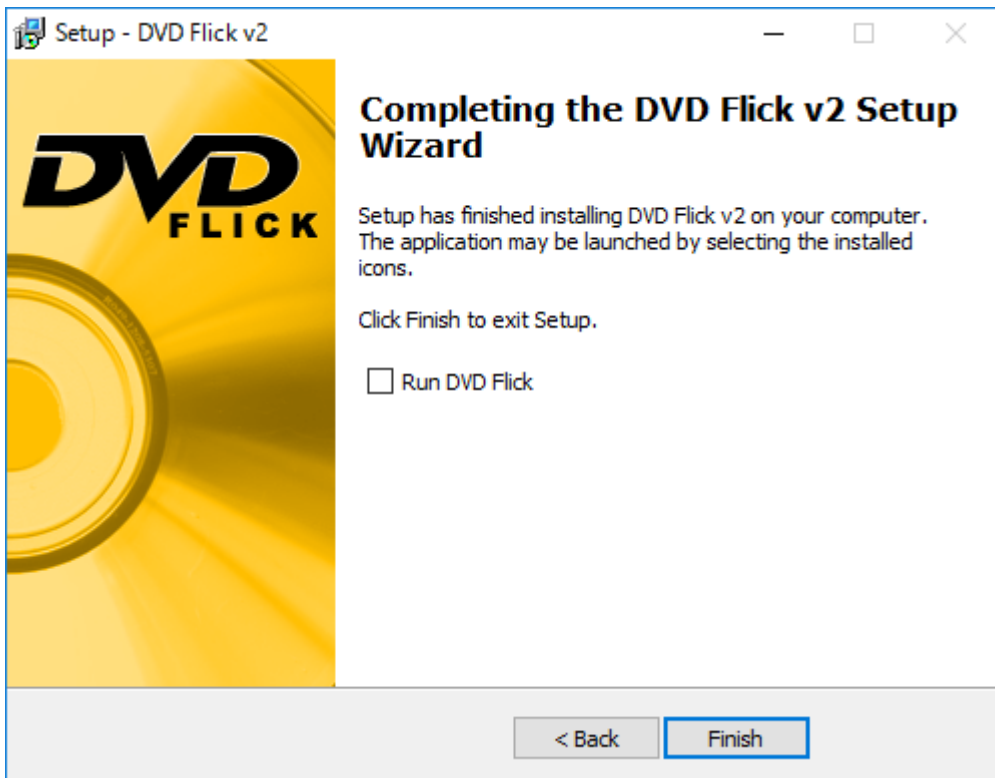 Setup - DVD Flick v2
DVD
FLICK
Completing the DVD Flick v2 Setup
Wizard
Setup has finished installing DVD Flick v2 on your computer.
The application may be launched by selecting the installed
icons.
Click Finish to exit Setup.
Run DVD Flick
< Back
Finish